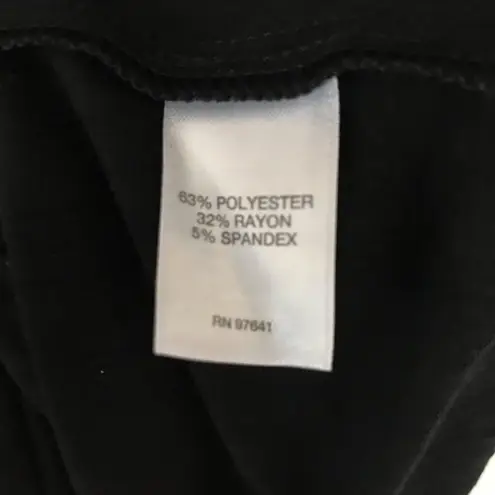 63% POLYESTER
32% RAYON
5% SPANDEX
RN 97641